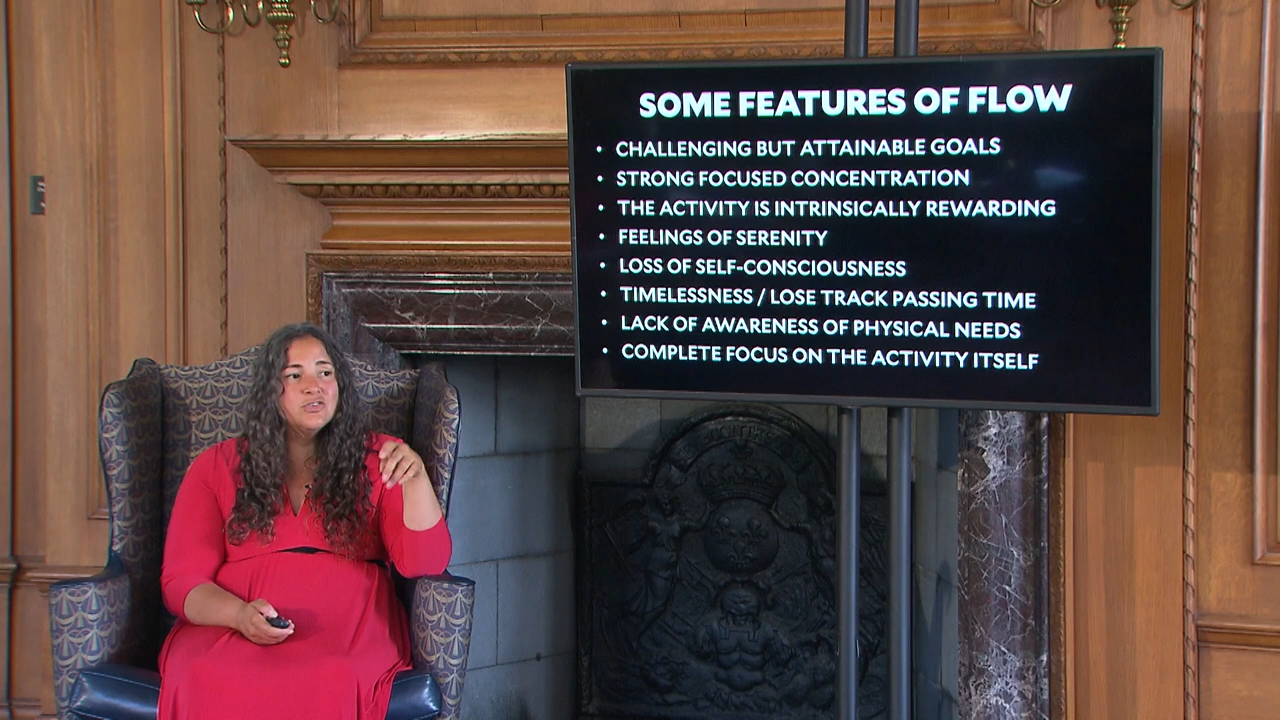 SOME FEATURES OF FLOW
• CHALLENGING BUT ATTAINABLE GOALS
• STRONG FOCUSED CONCENTRATION
• THE ACTIVITY IS INTRINSICALLY REWARDING
• FEELINGS OF SERENITY
• LOSS OF SELF-CONSCIOUSNESS
• TIMELESSNESS / LOSE TRACK PASSING TIME
• LACK OF AWARENESS OF PHYSICAL NEEDS
• COMPLETE FOCUS ON THE ACTIVITY ITSELF